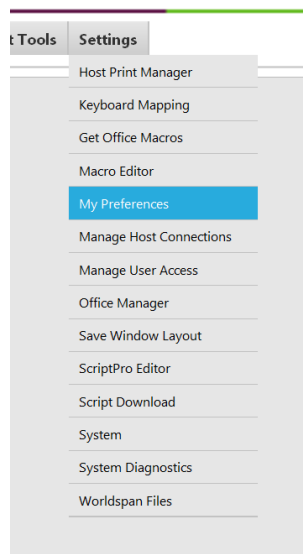 t Tools Settings
Host Print Manager
Keyboard Mapping
Get Office Macros
Macro Editor
My Preferences
Manage Host Connections
Manage User Access
Office Manager
Save Window Layout
ScriptPro Editor
Script Download
System
System Diagnostics
Worldspan Files